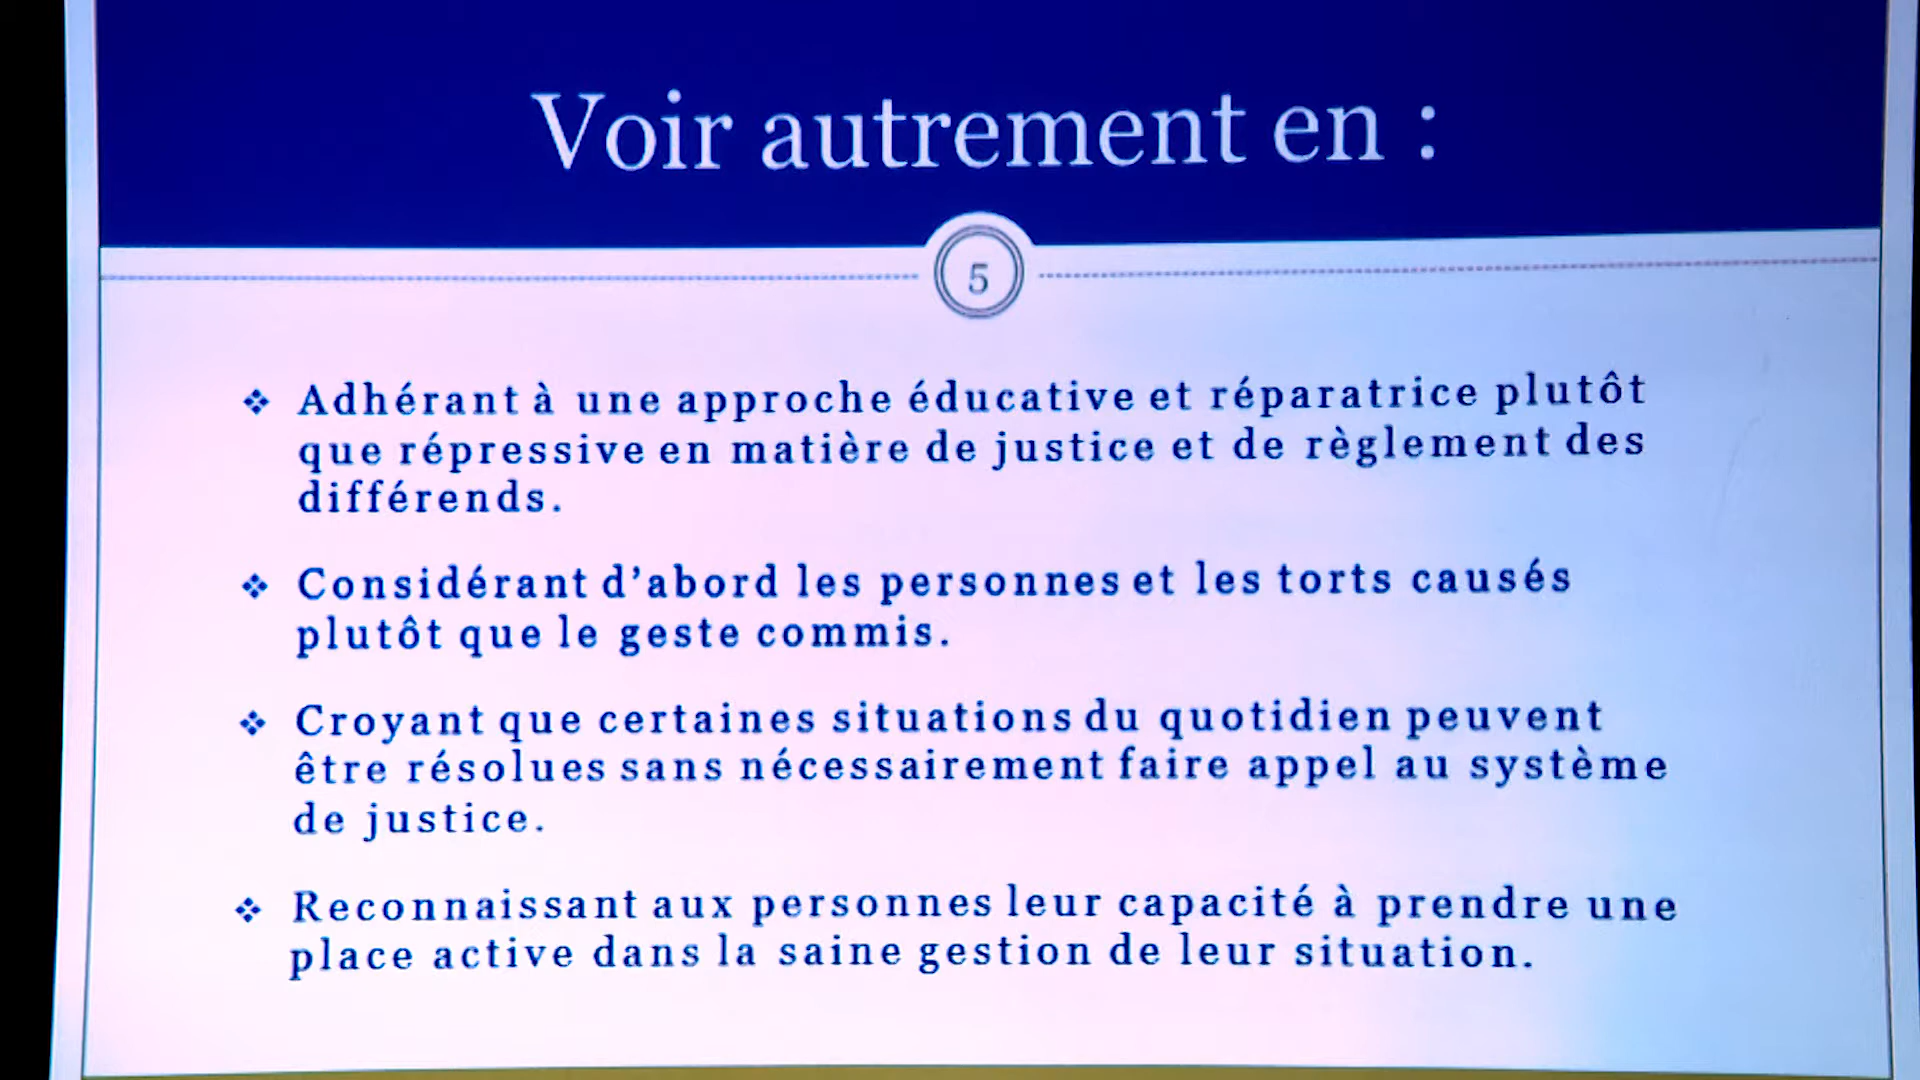 Voir autrement en :
5
❖ Adhérant à une approche éducative et réparatrice plutôt
que répressive en matière de justice et de règlement des
différends.
❖ Considérant d’abord les personnes et les torts causés
plutôt que le geste commis.
❖ Croyant que certaines situations du quotidien peuvent
être résolues sans nécessairement faire appel au système
de justice.
❖ Reconnaissant aux personnes leur capacité à prendre une
place active dans la saine gestion de leur situation.